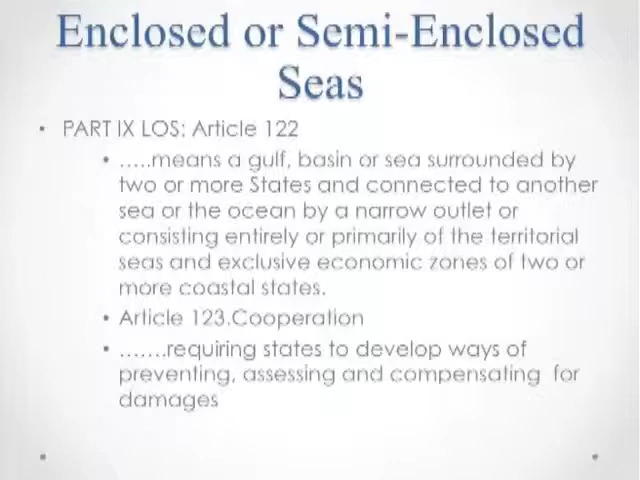 Enclosed or Semi-Enclosed
Seas
• PART IX LOS: Article 122
• .....means a gulf, basin or sea surrounded by
two or more States and connected to another
sea or the ocean by a narrow outlet or
consisting entirely or primarily of the territorial
seas and exclusive economic zones of two or
more coastal states.
• Article 123.Cooperation
• .......requiring states to develop ways of
preventing, assessing and compensating  for
damages